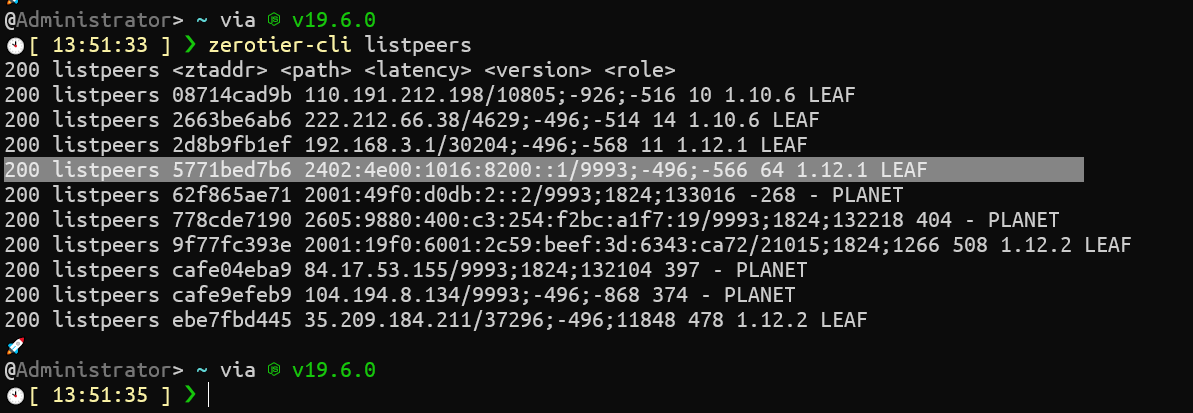 @Administrator> ~ via v19.6.0
[ 13:51:33 ] ❯ zerotier-cli listpeers
200 listpeers <ztaddr> <path> <latency> <version> <role>
200 listpeers 08714cad9b 110.191.212.198/10805;-926;-516 10 1.10.6 LEAF
200 listpeers 2663be6ab6 222.212.66.38/4629;-496;-514 14 1.10.6 LEAF
200 listpeers 2d8b9fb1ef 192.168.3.1/30204;-496;-568 11 1.12.1 LEAF
200 listpeers 5771bed7b6 2402:4e00:1016:8200::1/9993;-496;-566 64 1.12.1 LEAF
200 listpeers 62f865ae71 2001:49f0:d0db:2::2/9993;1824;133016 -268 - PLANET
200 listpeers 778cde7190 2605:9880:400:c3:254:f2bc:a1f7:19/9993;1824;132218 404 - PLANET
200 listpeers 9f77fc393e 2001:19f0:6001:2c59:beef:3d:6343:ca72/21015;1824;1266 508 1.12.2 LEAF
200 listpeers cafe04eba9 84.17.53.155/9993;1824;132104 397 - PLANET
200 listpeers cafe9efeb9 104.194.8.134/9993;-496;-868 374 - PLANET
200 listpeers ebe7fbd445 35.209.184.211/37296;-496;11848 478 1.12.2 LEAF
@Administrator> ~ via v19.6.0
[ 13:51:35 ] ❯